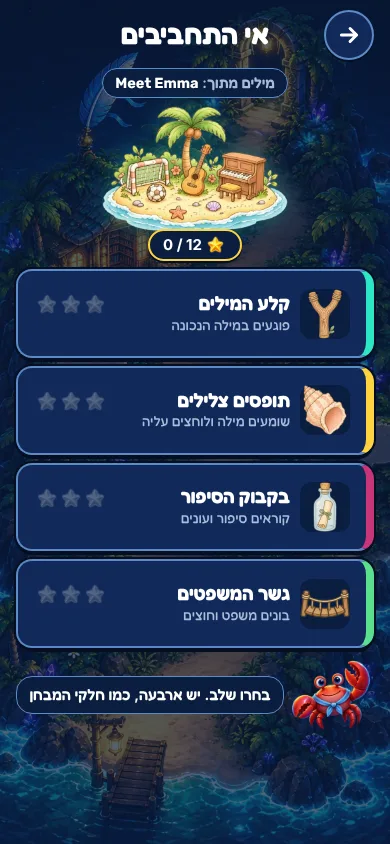 אי התחביבים
מילים מתוך: Meet Emma
0 / 12
קלע המילים
פוגעים במילה הנכונה
תופסים צלילים
שומעים מילה ולוחצים עליה
בקבוק הסיפור
קוראים סיפור ועונים
גשר המשפטים
בונים משפט וחוצים
בחרו שלב. יש ארבעה, כמו חלקי המבחן